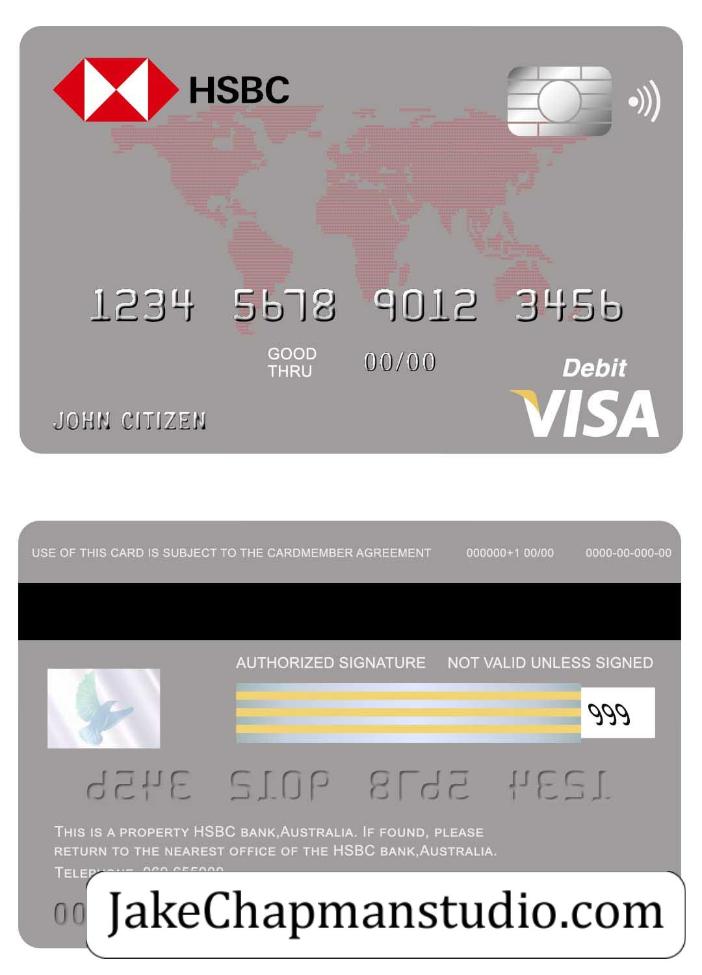 HSBC
1234 5678 9012 3456
GOOD
THRU
00/00
Debit
VISA
JOHN CITIZEN
USE OF THIS CARD IS SUBJECT TO THE CARDMEMBER AGREEMENT 000000+1 00/00 0000-00-000-00
AUTHORIZED SIGNATURE NOT VALID UNLESS SIGNED
999
THIS IS A PROPERTY HSBC BANK,AUSTRALIA. IF FOUND, PLEASE
RETURN TO THE NEAREST OFFICE OF THE HSBC BANK,AUSTRALIA.
00
JakeChapmanstudio.com